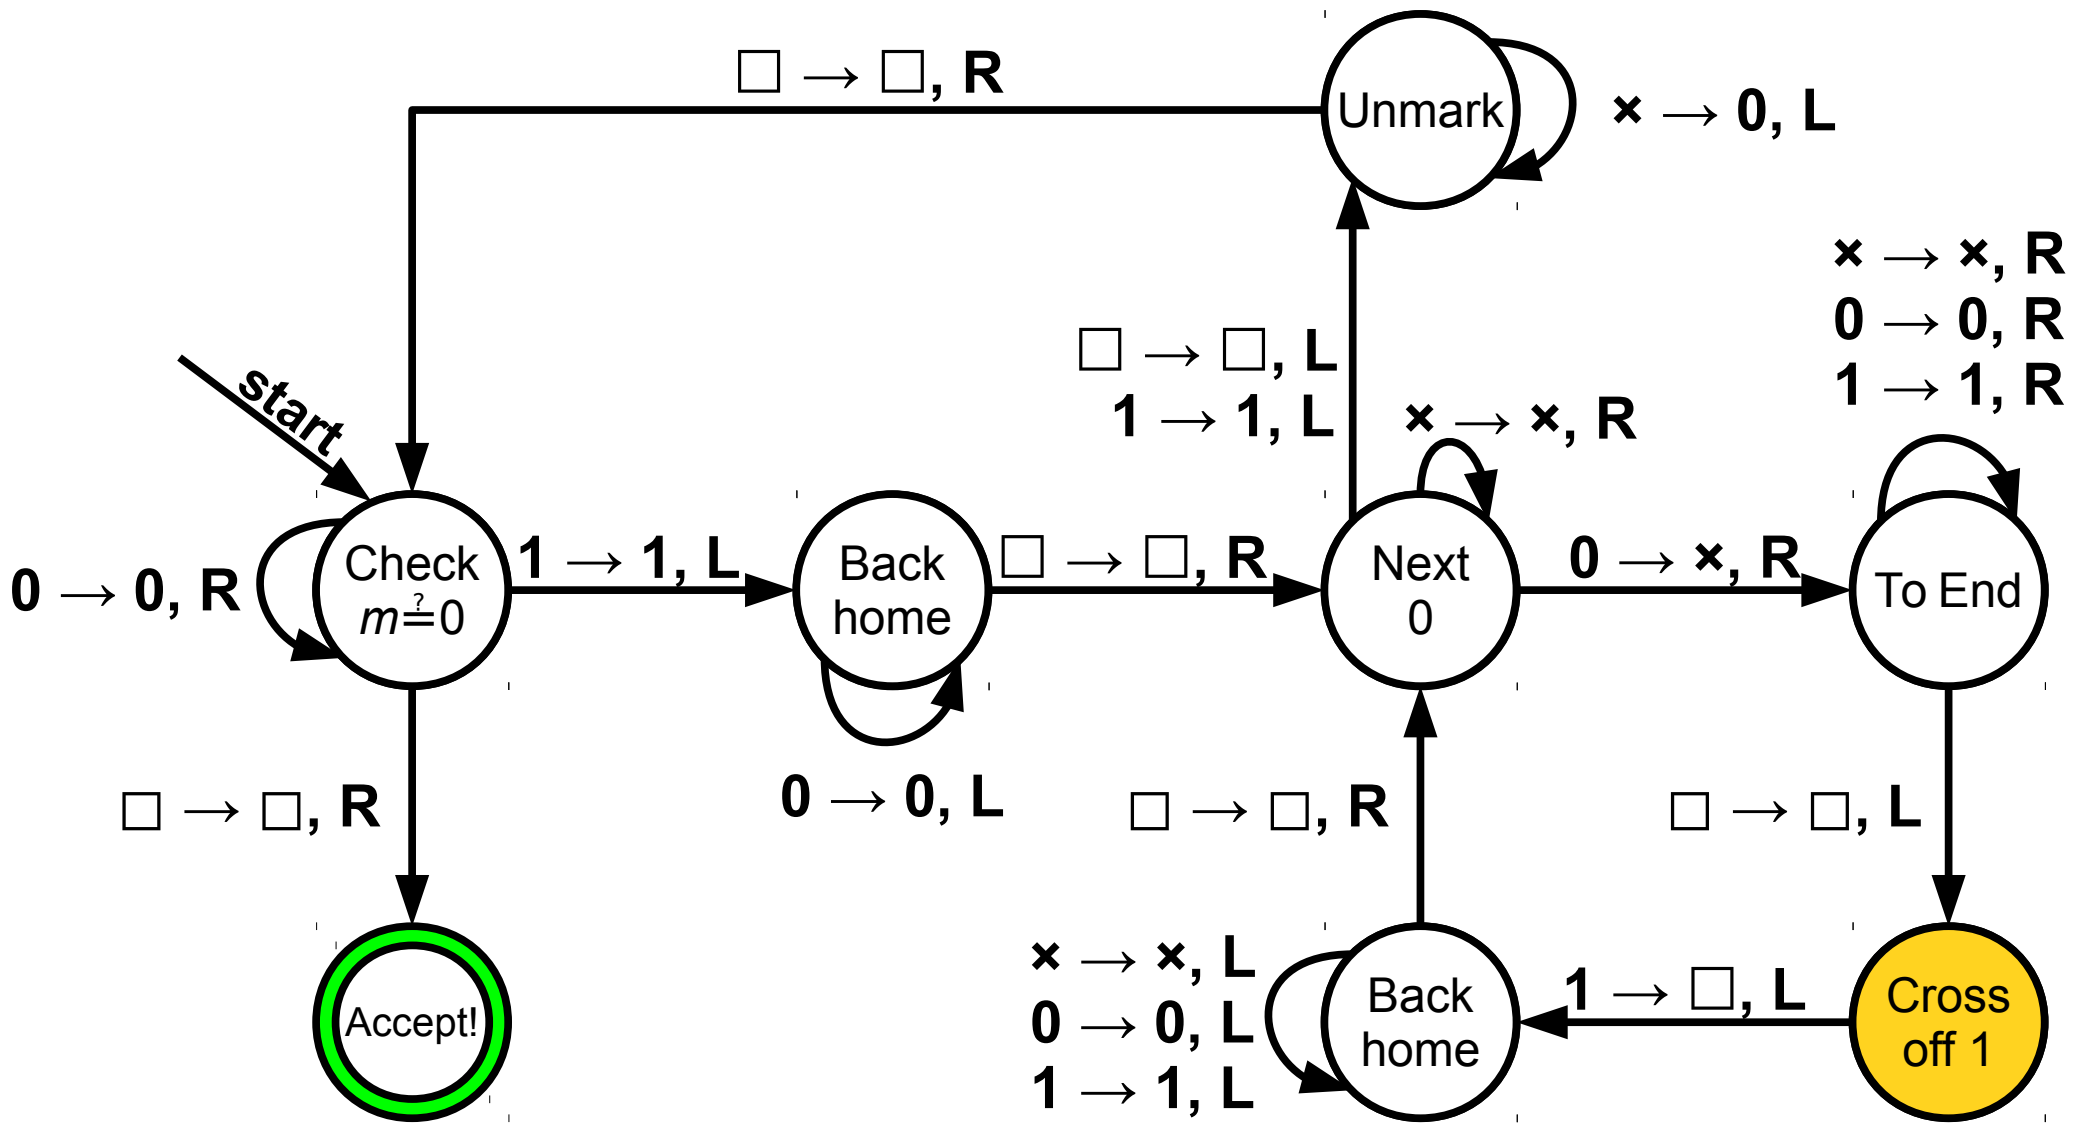 □ → □, R
Unmark
× → 0, L
× → ×, R
0 → 0, R
1 → 1, R
□ → □, L
1 → 1, L
× → ×, R
start
Check
m≟0
0 → 0, R
1 → 1, L
Back
home
□ → □, R
Next
0
0 → ×, R
To End
0 → 0, L
□ → □, R
□ → □, R
□ → □, L
Accept!
× → ×, L
0 → 0, L
1 → 1, L
Back
home
1 → □, L
Cross
off 1